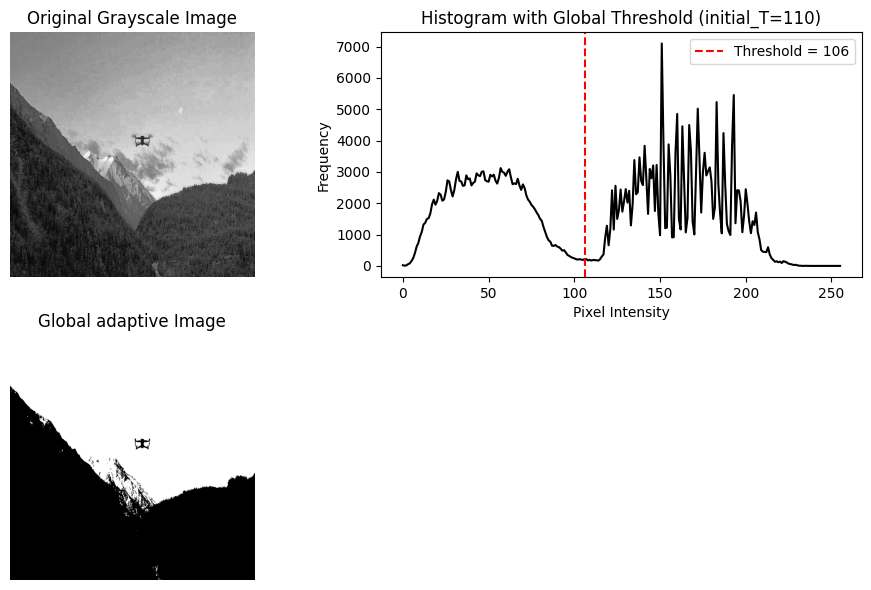 Original Grayscale Image
Histogram with Global Threshold (initial_T=110)
Threshold = 106
Frequency
7000
6000
5000
4000
3000
2000
1000
0
0 50 100 150 200 250
Pixel Intensity
Global adaptive Image